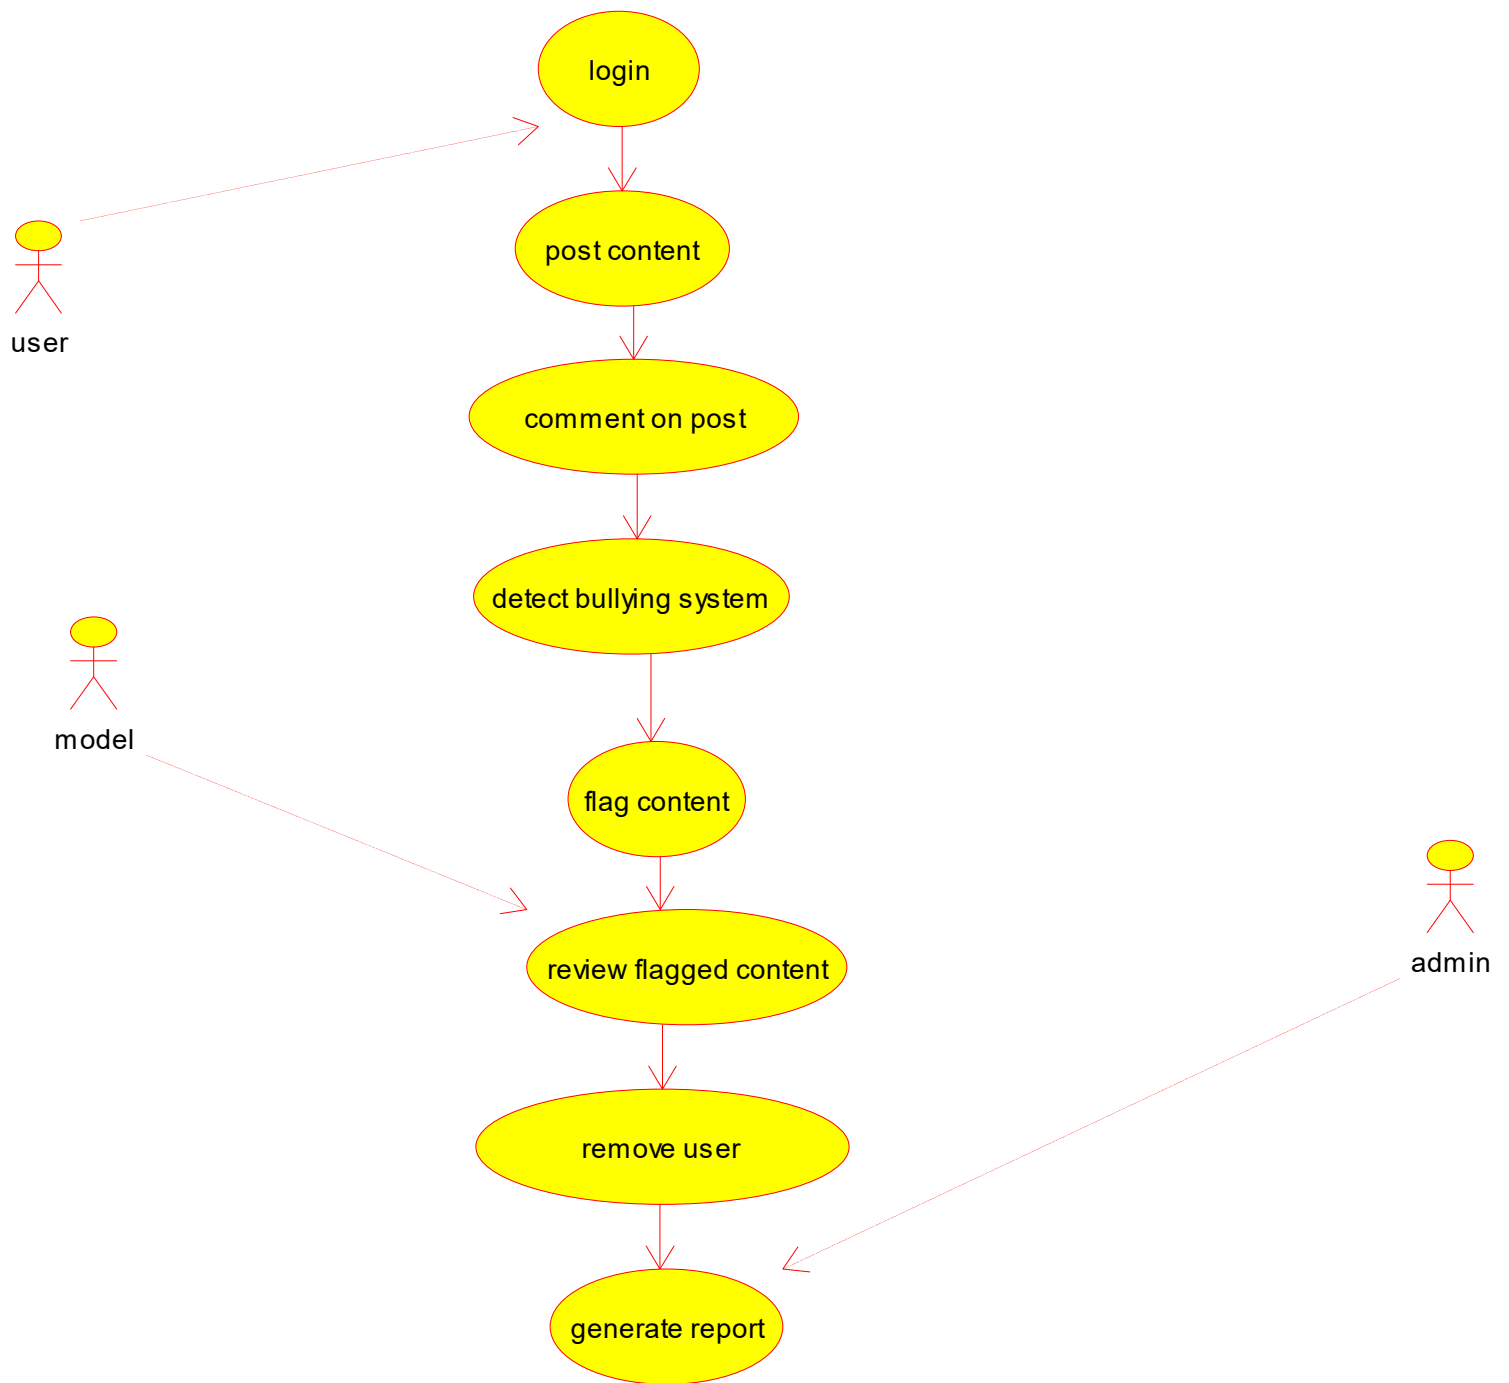 login
post content
user
comment on post
detect bullying system
model
flag content
review flagged content
admin
remove user
generate report